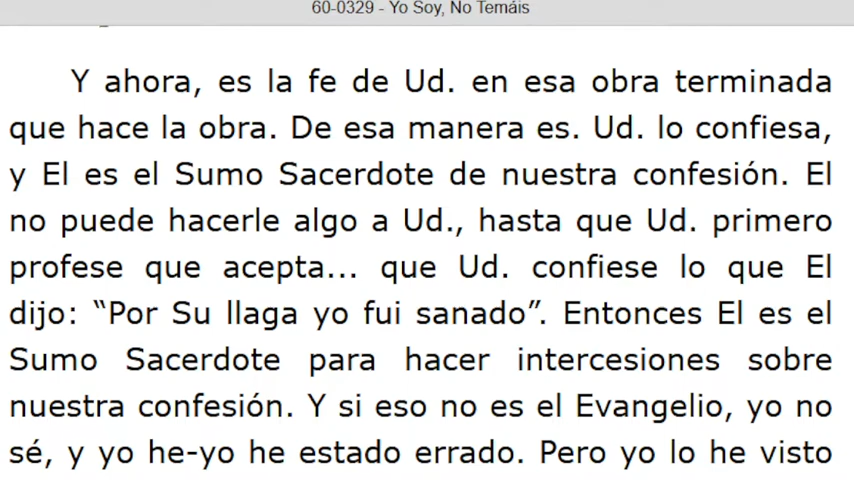 60-0329 - Yo Soy, No Temáis
Y ahora, es la fe de Ud. en esa obra terminada
que hace la obra. De esa manera es. Ud. lo confiesa,
y El es el Sumo Sacerdote de nuestra confesión. El
no puede hacerle algo a Ud., hasta que Ud. primero
profese que acepta... que Ud. confiese lo que El
dijo: “Por Su llaga yo fui sanado”. Entonces El es el
Sumo Sacerdote para hacer intercesiones sobre
nuestra confesión. Y si eso no es el Evangelio, yo no
sé, y yo he-yo he estado errado. Pero yo lo he visto